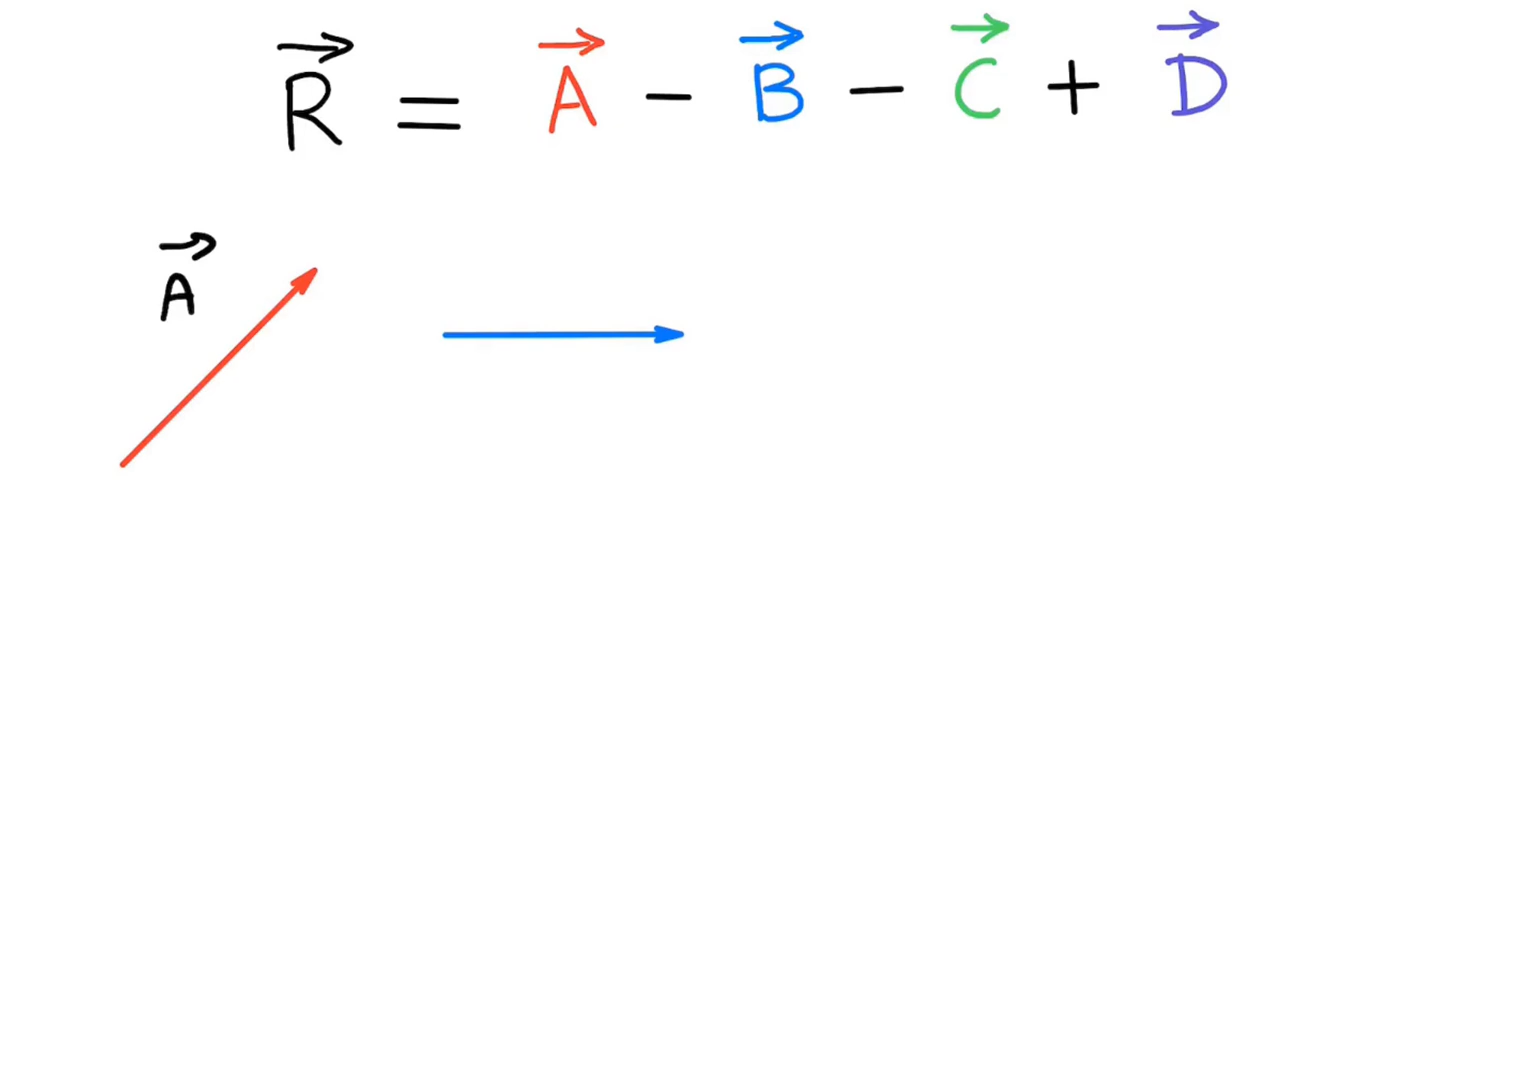 R⃗ = A⃗ − B⃗ − C⃗ + D⃗
A⃗